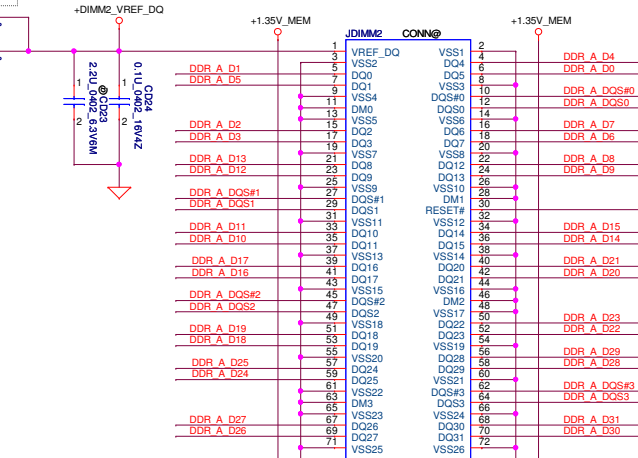 +DIMM2_VREF_DQ
+1.35V_MEM
+1.35V_MEM
JDIMM2 CONN@
1 VREF_DQ VSS1 2
3 VSS2 DQ4 4 DDR_A_D4
DDR_A_D1 5 DQ0 DQ5 6 DDR_A_D0
DDR_A_D5 7 DQ1 VSS3 8
9 VSS4 DQS#0 10 DDR_A_DQS#0
11 DM0 DQS0 12 DDR_A_DQS0
13 VSS5 VSS6 14
DDR_A_D2 15 DQ2 DQ6 16 DDR_A_D7
DDR_A_D3 17 DQ3 DQ7 18 DDR_A_D6
19 VSS7 VSS8 20
DDR_A_D13 21 DQ8 DQ12 22 DDR_A_D8
DDR_A_D12 23 DQ9 DQ13 24 DDR_A_D9
25 VSS9 VSS10 26
DDR_A_DQS#1 27 DQS#1 DM1 28
DDR_A_DQS1 29 DQS1 RESET# 30
31 VSS11 VSS12 32
DDR_A_D11 33 DQ10 DQ14 34 DDR_A_D15
DDR_A_D10 35 DQ11 DQ15 36 DDR_A_D14
37 VSS13 VSS14 38
DDR_A_D17 39 DQ16 DQ20 40 DDR_A_D21
DDR_A_D16 41 DQ17 DQ21 42 DDR_A_D20
43 VSS15 VSS16 44
DDR_A_DQS#2 45 DQS#2 DM2 46
DDR_A_DQS2 47 DQS2 VSS17 48
49 VSS18 DQ22 50 DDR_A_D23
DDR_A_D19 51 DQ18 DQ23 52 DDR_A_D22
DDR_A_D18 53 DQ19 VSS19 54
55 VSS20 DQ28 56 DDR_A_D29
DDR_A_D25 57 DQ24 DQ29 58 DDR_A_D28
DDR_A_D24 59 DQ25 VSS21 60
61 VSS22 DQS#3 62 DDR_A_DQS#3
63 DM3 DQS3 64 DDR_A_DQS3
65 VSS23 VSS24 66
DDR_A_D27 67 DQ26 DQ30 68 DDR_A_D31
DDR_A_D26 69 DQ27 DQ31 70 DDR_A_D30
71 VSS25 VSS26 72
1 2
@CD23
2.2U_0402_6.3V6M
1 2
CD24
0.1U_0402_16V4Z